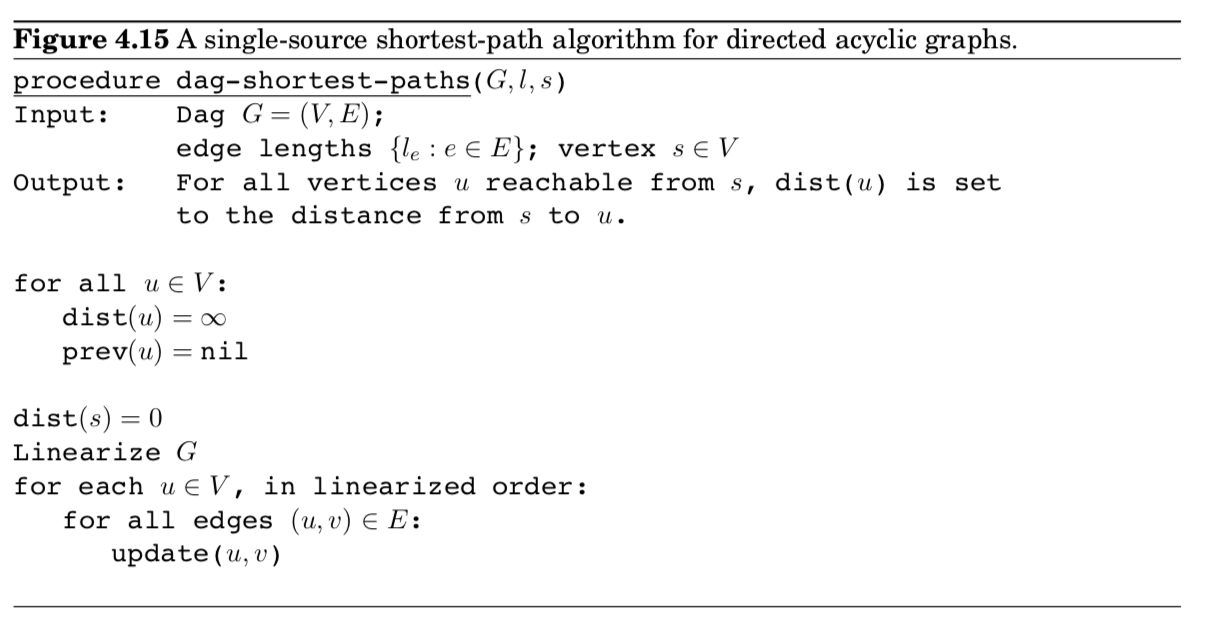 Figure 4.15 A single-source shortest-path algorithm for directed acyclic graphs.
procedure dag-shortest-paths(G, l, s)
Input: Dag G = (V, E);
edge lengths {lₑ : e ∈ E}; vertex s ∈ V
Output: For all vertices u reachable from s, dist(u) is set
to the distance from s to u.
for all u ∈ V:
dist(u) = ∞
prev(u) = nil
dist(s) = 0
Linearize G
for each u ∈ V, in linearized order:
for all edges (u, v) ∈ E:
update(u, v)